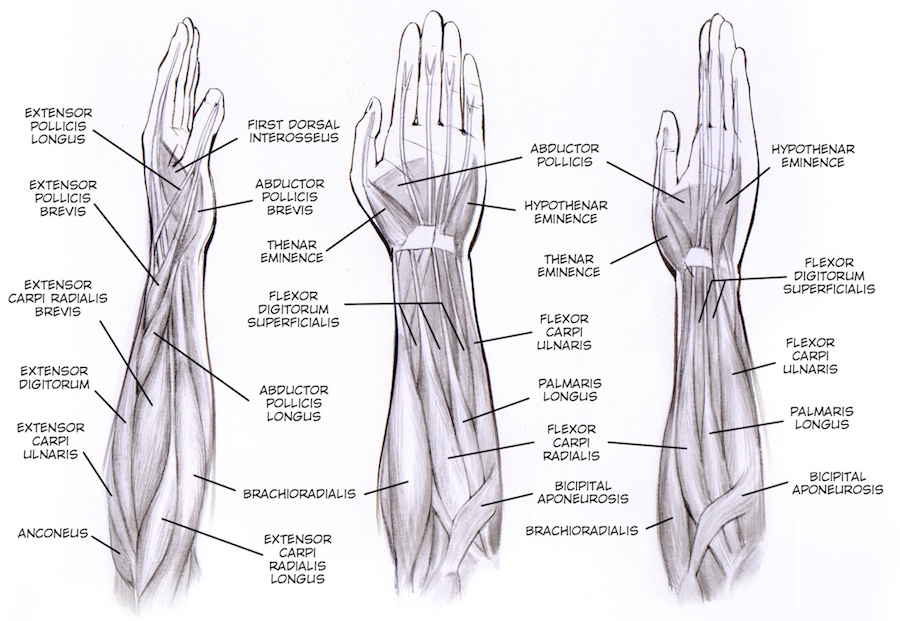 EXTENSOR
POLLICIS
LONGUS
EXTENSOR
POLLICIS
BREVIS
EXTENSOR
CARPI RADIALIS
BREVIS
EXTENSOR
DIGITORUM
EXTENSOR
CARPI
ULNARIS
ANCONEUS
FIRST DORSAL
INTEROSSEUS
ABDUCTOR
POLLICIS
BREVIS
THENAR
EMINENCE
FLEXOR
DIGITORUM
SUPERFICIALIS
ABDUCTOR
POLLICIS
LONGUS
BRACHIORADIALIS
EXTENSOR
CARPI
RADIALIS
LONGUS
ABDUCTOR
POLLICIS
HYPOTHENAR
EMINENCE
THENAR
EMINENCE
FLEXOR
CARPI
ULNARIS
PALMARIS
LONGUS
FLEXOR
CARPI
RADIALIS
BICIPITAL
APONEUROSIS
BRACHIORADIALIS
HYPOTHENAR
EMINENCE
FLEXOR
DIGITORUM
SUPERFICIALIS
FLEXOR
CARPI
ULNARIS
PALMARIS
LONGUS
BICIPITAL
APONEUROSIS